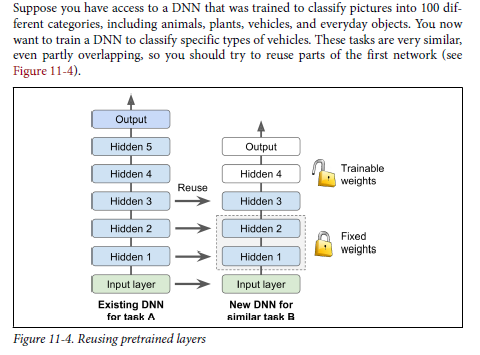 Suppose you have access to a DNN that was trained to classify pictures into 100 dif-
ferent categories, including animals, plants, vehicles, and everyday objects. You now
want to train a DNN to classify specific types of vehicles. These tasks are very similar,
even partly overlapping, so you should try to reuse parts of the first network (see
Figure 11-4).
Output
Hidden 5
Output
Hidden 4
Hidden 4
Trainable
weights
Reuse
Hidden 3
Hidden 3
Hidden 2
Hidden 2
Fixed
weights
Hidden 1
Hidden 1
Input layer
Input layer
Existing DNN
for task A
New DNN for
similar task B
Figure 11-4. Reusing pretrained layers